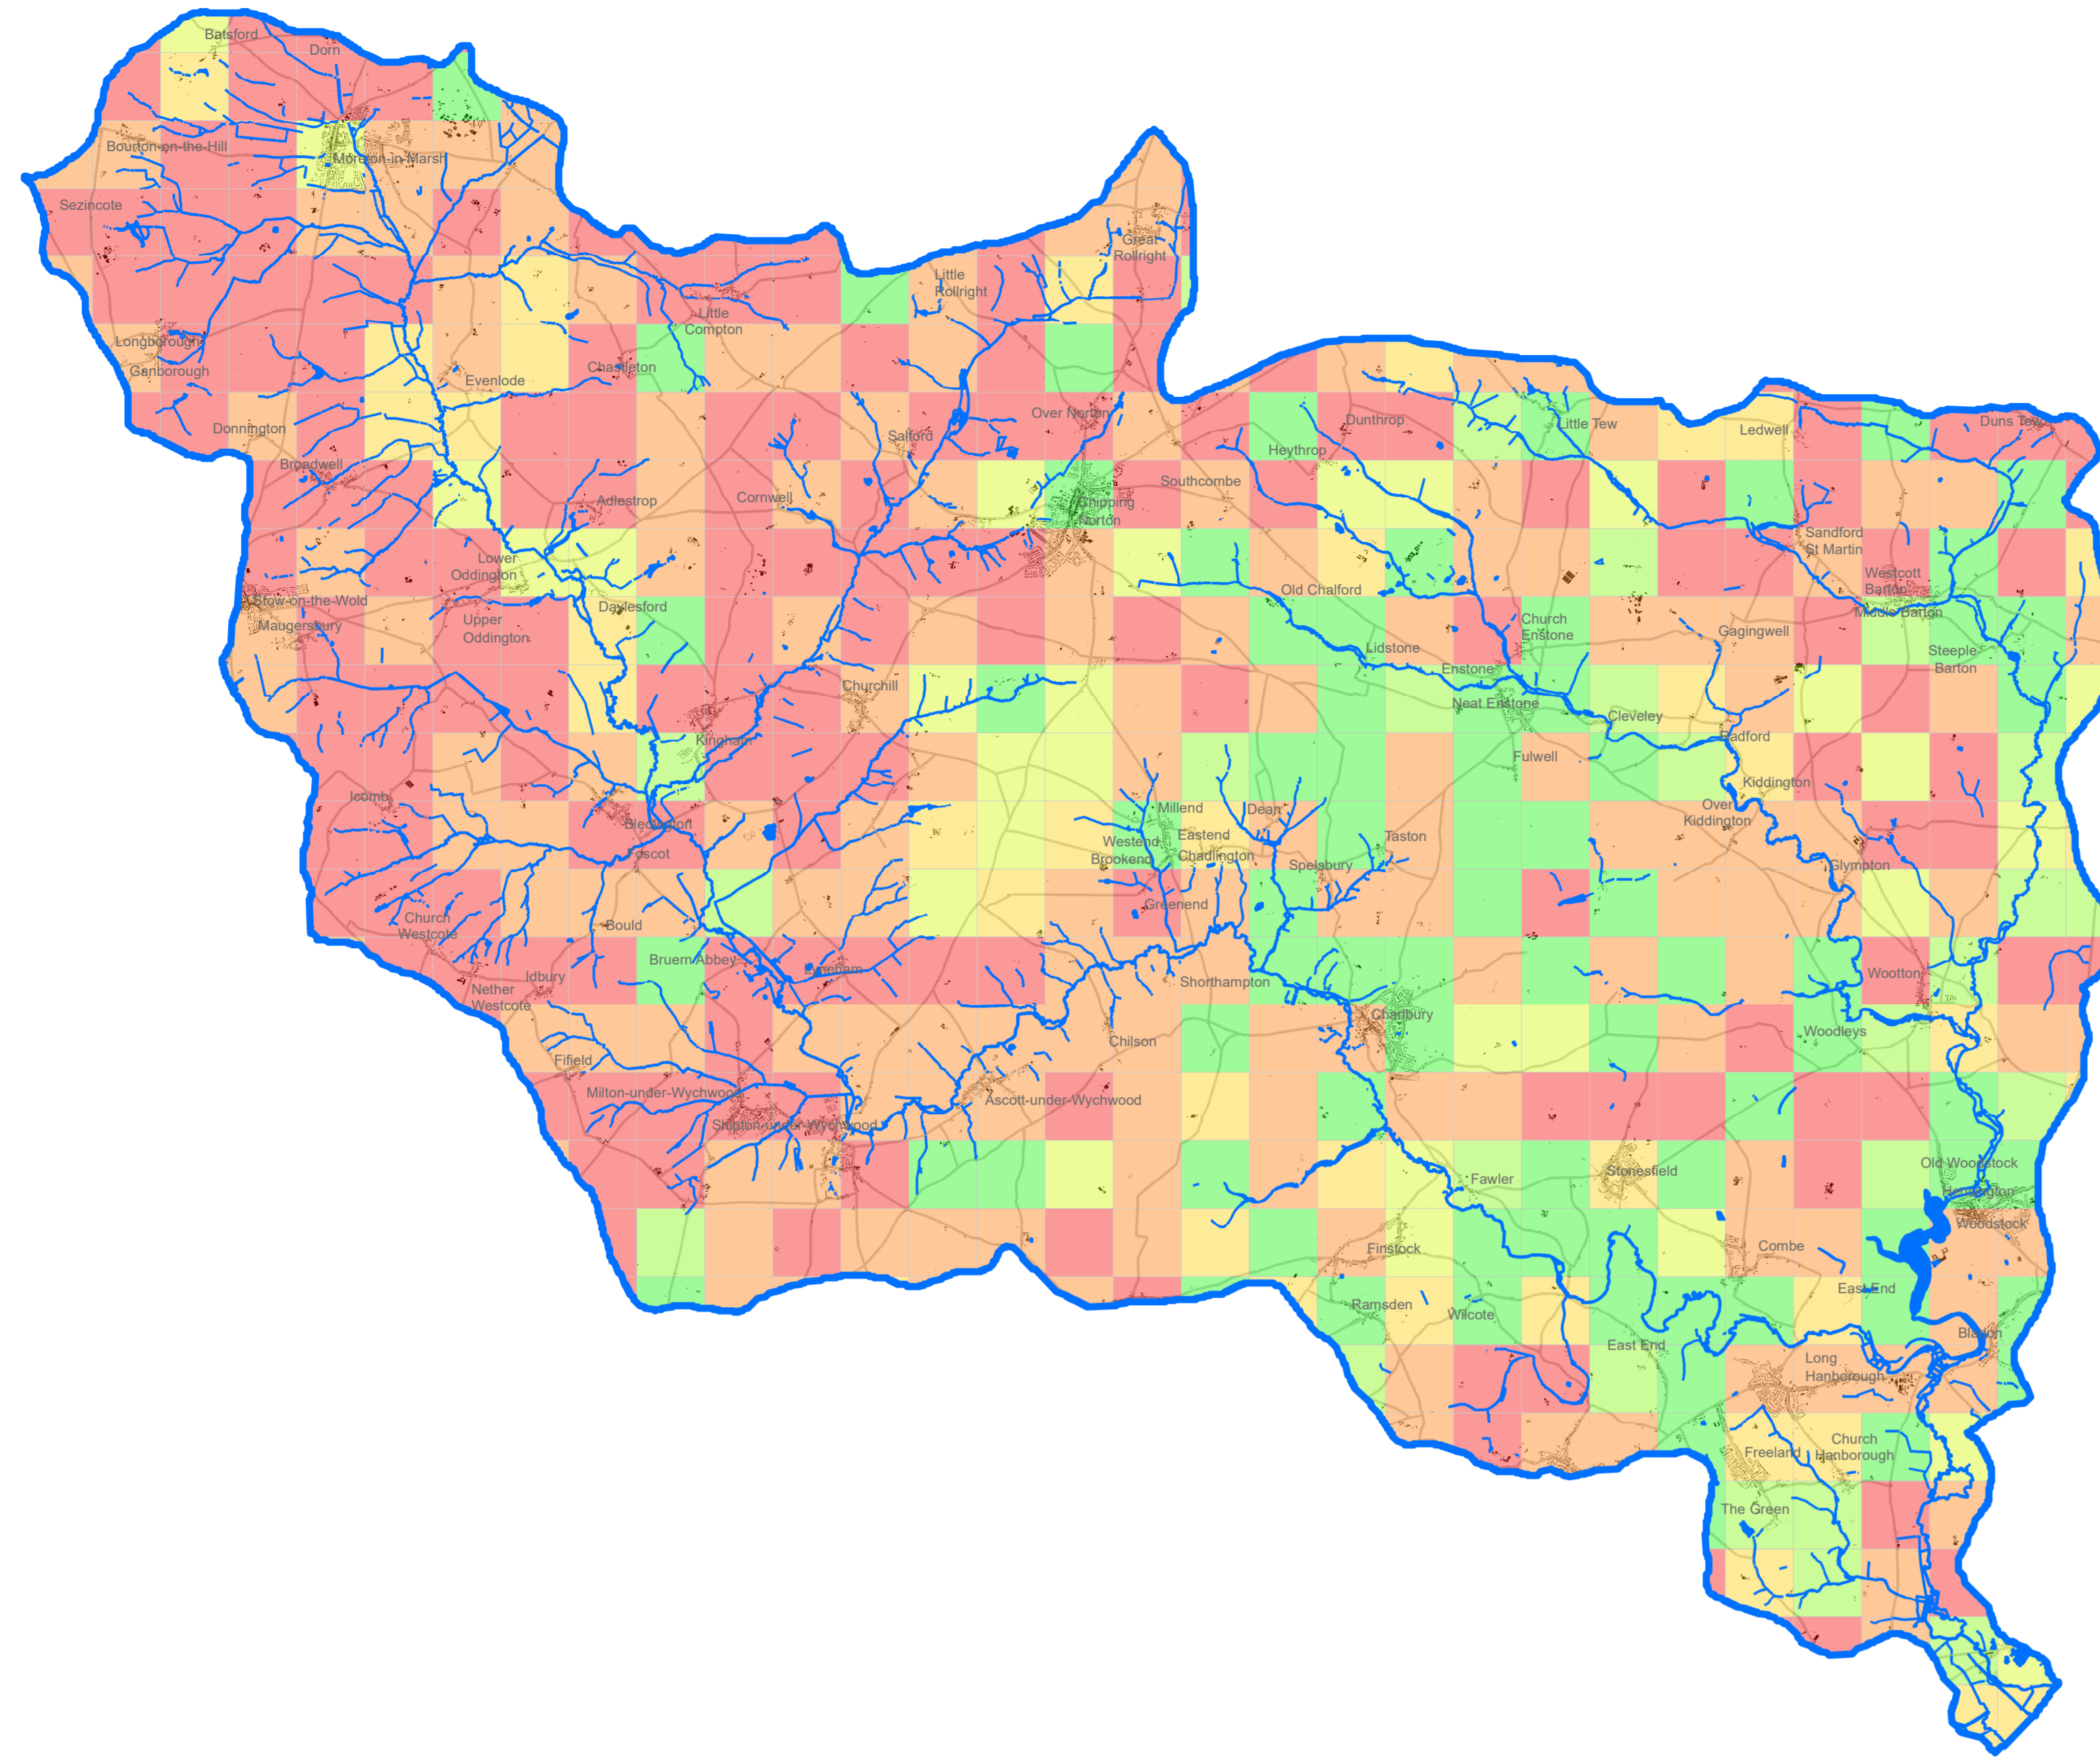 Batsford
Dorn
Bourton-on-the-Hill
Moreton-in-Marsh
Sezincote
Great
Rollright
Little
Rollright
Little
Compton
Longborough
Ganborough
Chastleton
Evenlode
Over Norton
Dunthrop
Little Tew
Ledwell
Duns Tew
Donnington
Salford
Heythrop
Broadwell
Adlestrop
Cornwell
Southcombe
Chipping
Norton
Sandford
St Martin
Lower
Oddington
Westcott
Barton
Old Chalford
Stow-on-the-Wold
Daylesford
Middle Barton
Maugersbury
Upper
Oddington
Church
Enstone
Gagingwell
Lidstone
Steeple
Barton
Enstone
Churchill
Neat Enstone
Cleveley
Kingham
Radford
Fulwell
Kiddington
Icomb
Over
Kiddington
Millend
Dean
Bledington
Westend
Eastend
Taston
Foscot
Brookend
Chadlington
Spelsbury
Glympton
Greenend
Church
Westcote
Bould
Bruern Abbey
Lyneham
Idbury
Wootton
Shorthampton
Nether
Westcote
Charlbury
Woodleys
Chilson
Fifield
Milton-under-Wychwood
Ascott-under-Wychwood
Shipton-under-Wychwood
Old Woodstock
Stonesfield
Fawler
Hensington
Woodstock
Finstock
Combe
East End
Ramsden
Wilcote
Bladon
East End
Long
Hanborough
Church
Hanborough
Freeland
The Green